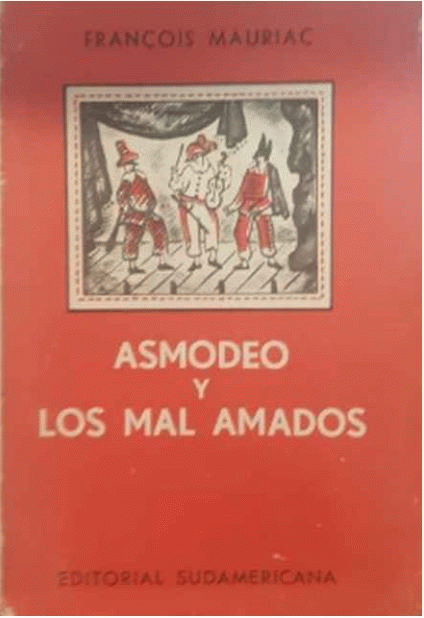 FRANÇOIS MAURIAC
ASMODEO
Y
LOS MAL AMADOS
EDITORIAL SUDAMERICANA